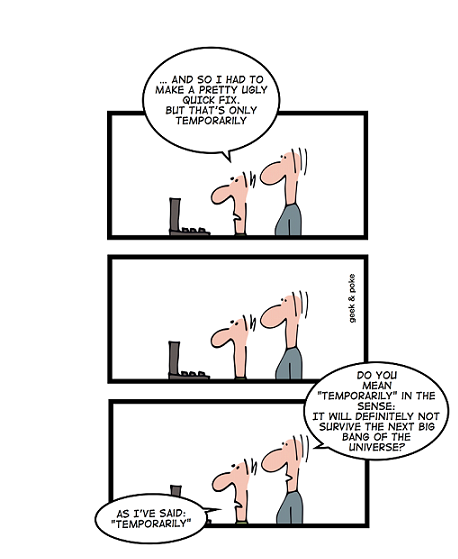 ... AND SO I HAD TO
MAKE A PRETTY UGLY
QUICK FIX.
BUT THAT'S ONLY
TEMPORARILY
geek & poke
DO YOU
MEAN
"TEMPORARILY" IN THE
SENSE:
IT WILL DEFINITELY NOT
SURVIVE THE NEXT BIG
BANG OF THE
UNIVERSE?
AS I'VE SAID:
"TEMPORARILY"